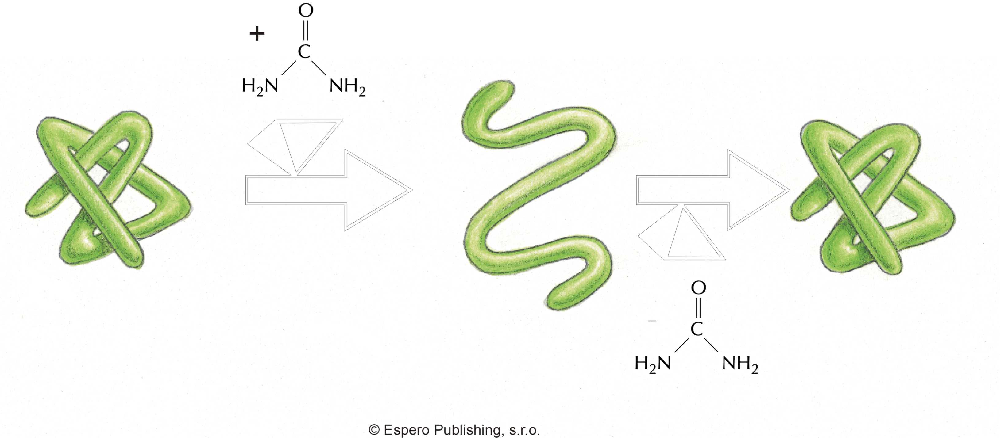 +
O
C
H₂N NH₂
O
–
C
H₂N NH₂
© Espero Publishing, s.r.o.